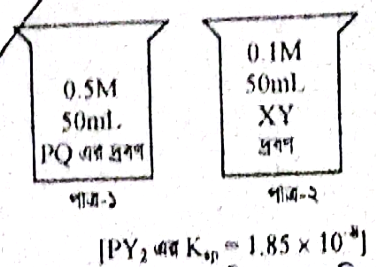 0.5M
50mL
PQ এর দ্রবণ
পাত্র-১
0.1M
50mL
XY
দ্রবণ
পাত্র-২
[PY₂ এর Ksp = 1.85 × 10⁻⁸]